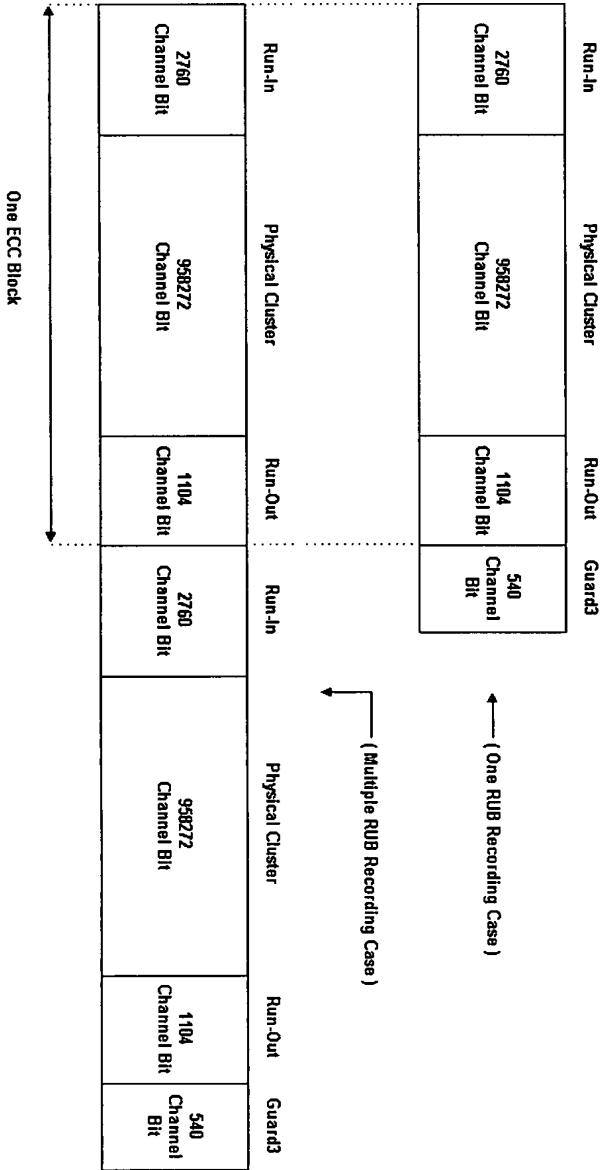 Run-In
Physical Cluster
Run-Out
Guard3
2760
Channel Bit
958272
Channel Bit
1104
Channel Bit
540
Channel
Bit
( One RUB Recording Case )
( Multiple RUB Recording Case )
Run-In
Physical Cluster
Run-Out
Run-In
Physical Cluster
Run-Out
Guard3
2760
Channel Bit
958272
Channel Bit
1104
Channel Bit
2760
Channel Bit
958272
Channel Bit
1104
Channel Bit
540
Channel
Bit
One ECC Block